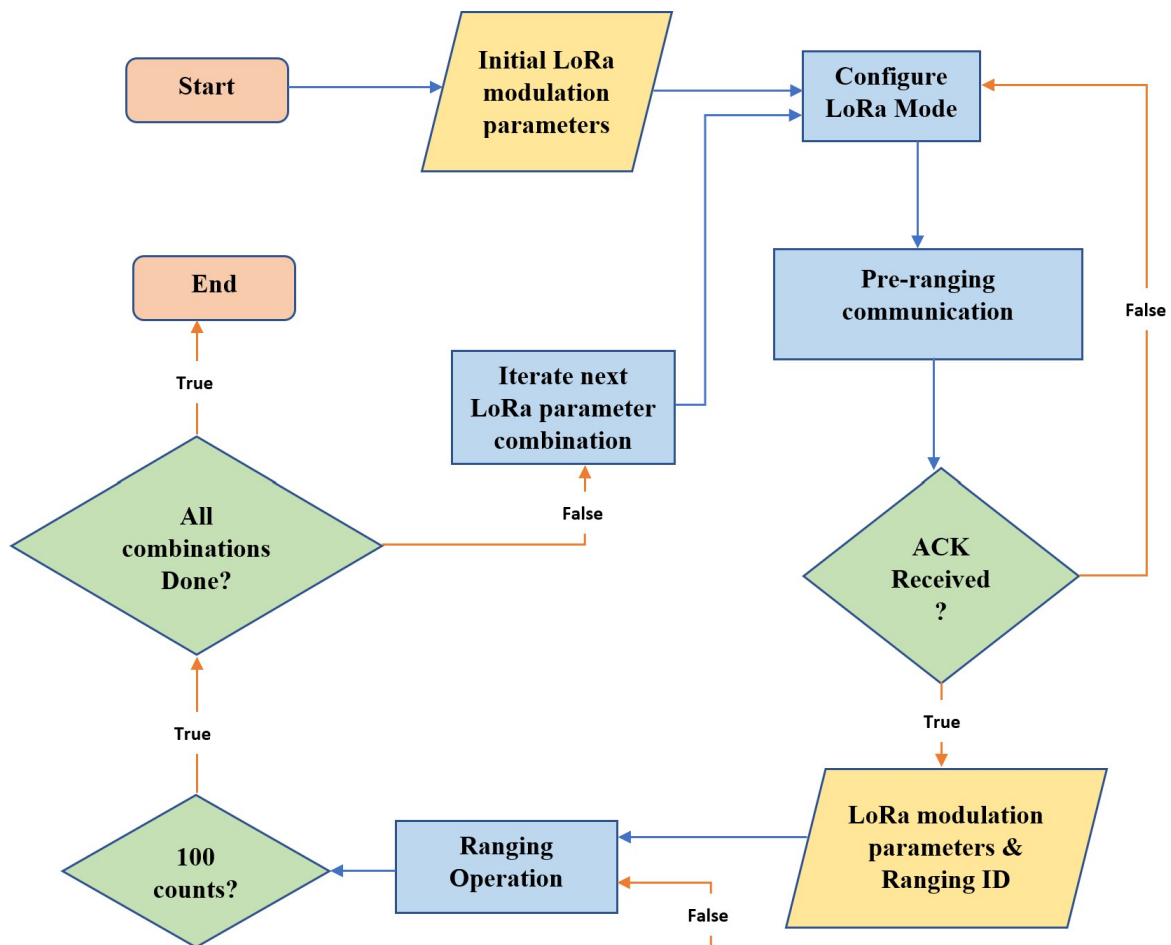 Start
Initial LoRa
modulation
parameters
Configure
LoRa Mode
Pre-ranging
communication
False
End
True
Iterate next
LoRa parameter
combination
False
All
combinations
Done?
ACK
Received
?
True
True
LoRa modulation
parameters &
Ranging ID
Ranging
Operation
100
counts?
False